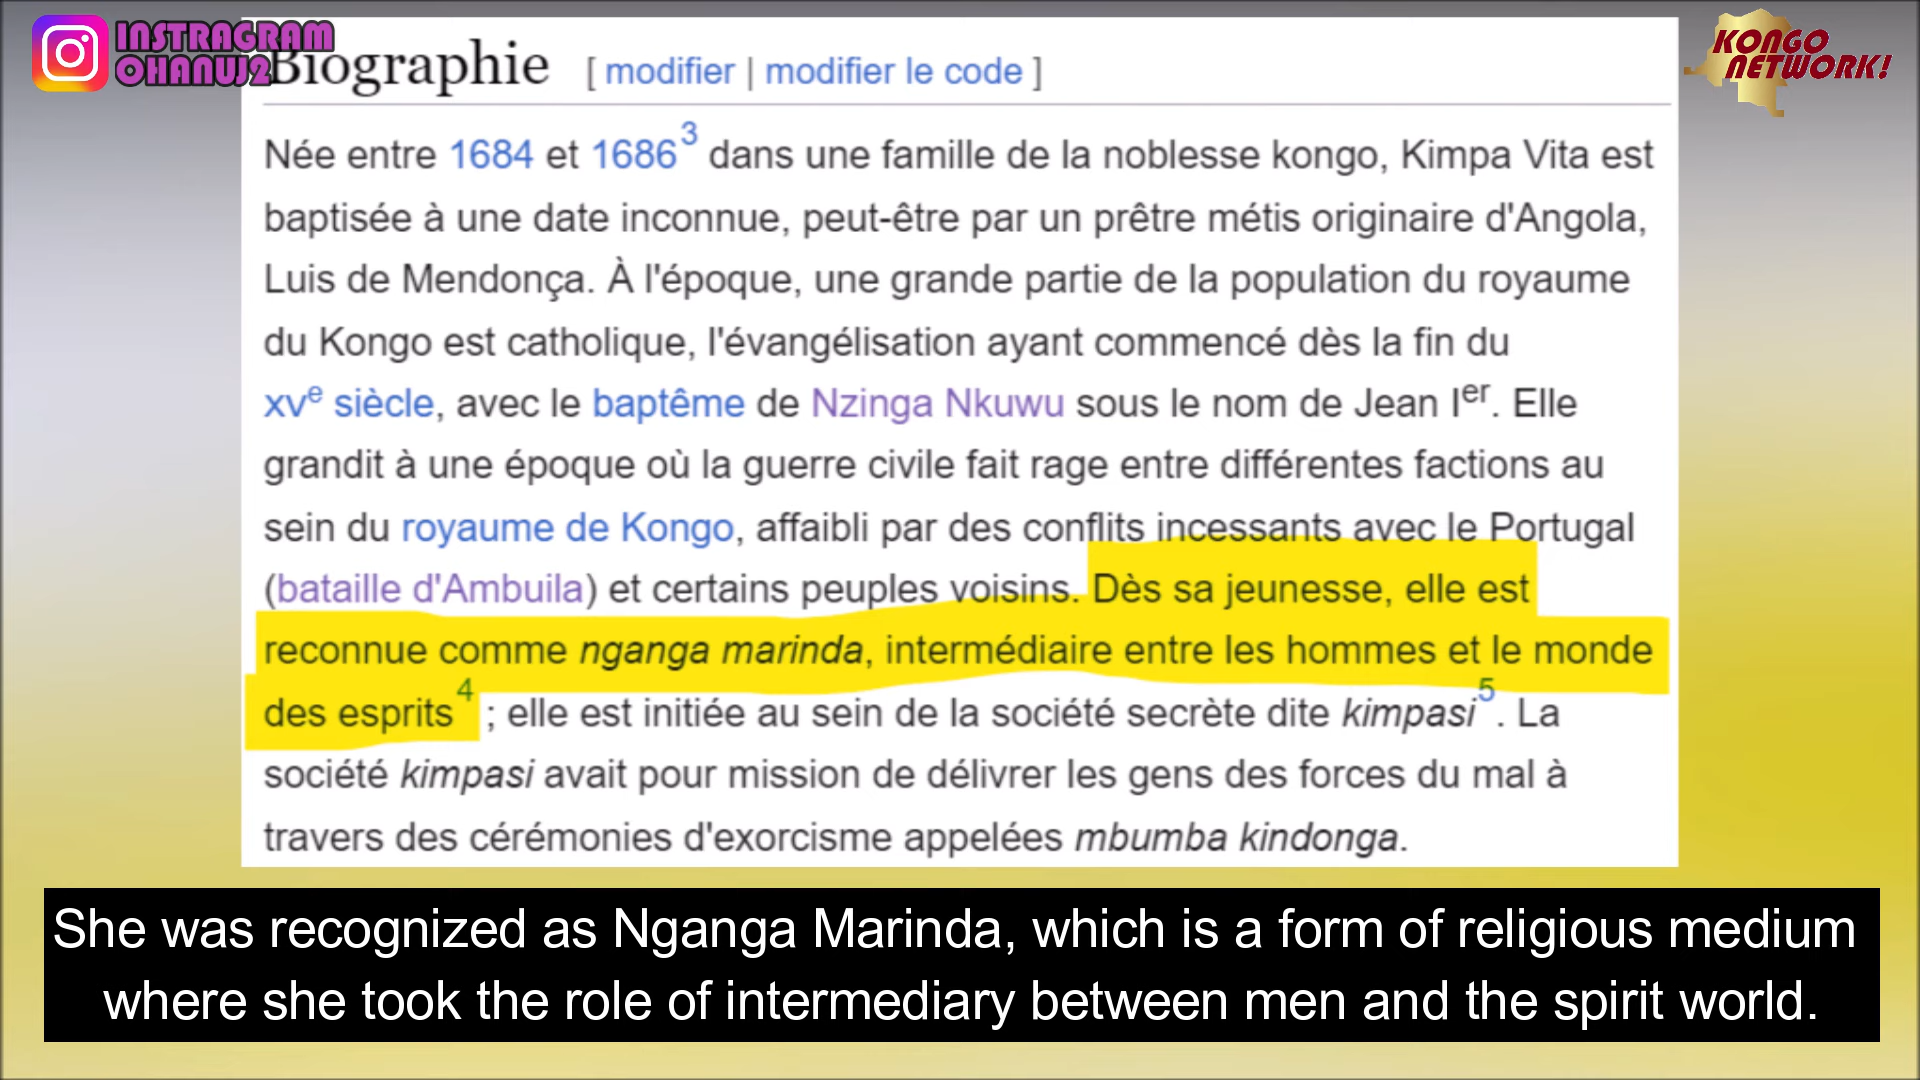 INSTRAGRAM
OHANUJ2
KONGO
NETWORK!
Biographie [ modifier | modifier le code ]
Née entre 1684 et 1686³ dans une famille de la noblesse kongo, Kimpa Vita est
baptisée à une date inconnue, peut-être par un prêtre métis originaire d'Angola,
Luis de Mendonça. À l'époque, une grande partie de la population du royaume
du Kongo est catholique, l'évangélisation ayant commencé dès la fin du
XVe siècle, avec le baptême de Nzinga Nkuwu sous le nom de Jean Ier. Elle
grandit à une époque où la guerre civile fait rage entre différentes factions au
sein du royaume de Kongo, affaibli par des conflits incessants avec le Portugal
(bataille d'Ambuila) et certains peuples voisins. Dès sa jeunesse, elle est
reconnue comme nganga marinda, intermédiaire entre les hommes et le monde
des esprits⁴ ; elle est initiée au sein de la société secrète dite kimpasi⁵. La
société kimpasi avait pour mission de délivrer les gens des forces du mal à
travers des cérémonies d'exorcisme appelées mbumba kindonga.
She was recognized as Nganga Marinda, which is a form of religious medium
where she took the role of intermediary between men and the spirit world.